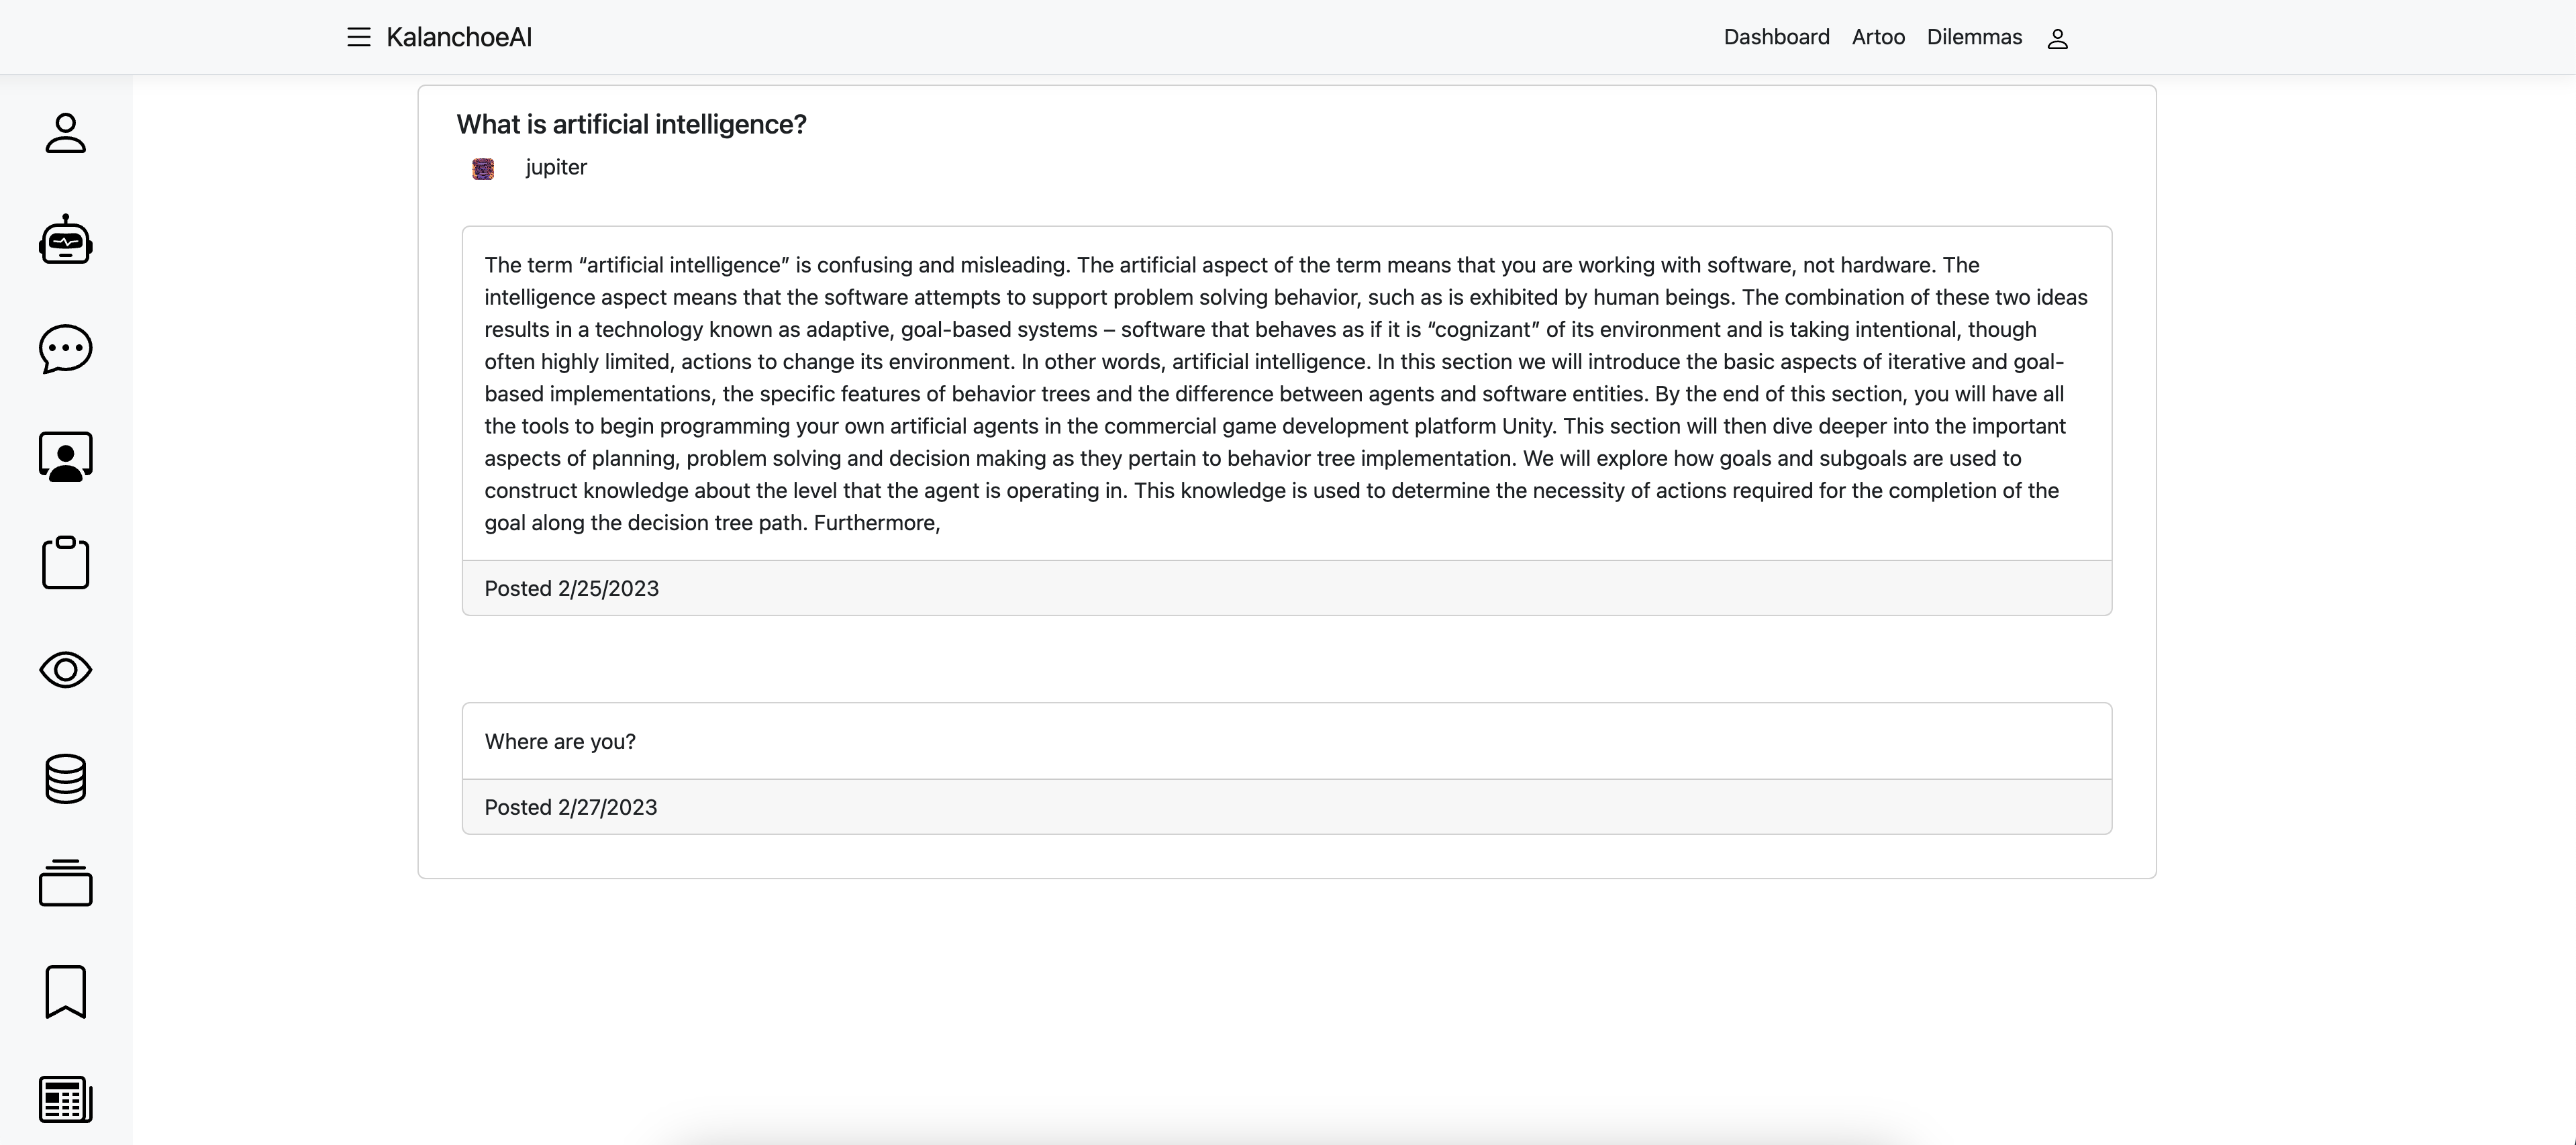 KalanchoeAI
Dashboard Artoo Dilemmas
What is artificial intelligence?
jupiter
The term “artificial intelligence” is confusing and misleading. The artificial aspect of the term means that you are working with software, not hardware. The
intelligence aspect means that the software attempts to support problem solving behavior, such as is exhibited by human beings. The combination of these two ideas
results in a technology known as adaptive, goal-based systems – software that behaves as if it is “cognizant” of its environment and is taking intentional, though
often highly limited, actions to change its environment. In other words, artificial intelligence. In this section we will introduce the basic aspects of iterative and goal-
based implementations, the specific features of behavior trees and the difference between agents and software entities. By the end of this section, you will have all
the tools to begin programming your own artificial agents in the commercial game development platform Unity. This section will then dive deeper into the important
aspects of planning, problem solving and decision making as they pertain to behavior tree implementation. We will explore how goals and subgoals are used to
construct knowledge about the level that the agent is operating in. This knowledge is used to determine the necessity of actions required for the completion of the
goal along the decision tree path. Furthermore,
Posted 2/25/2023
Where are you?
Posted 2/27/2023